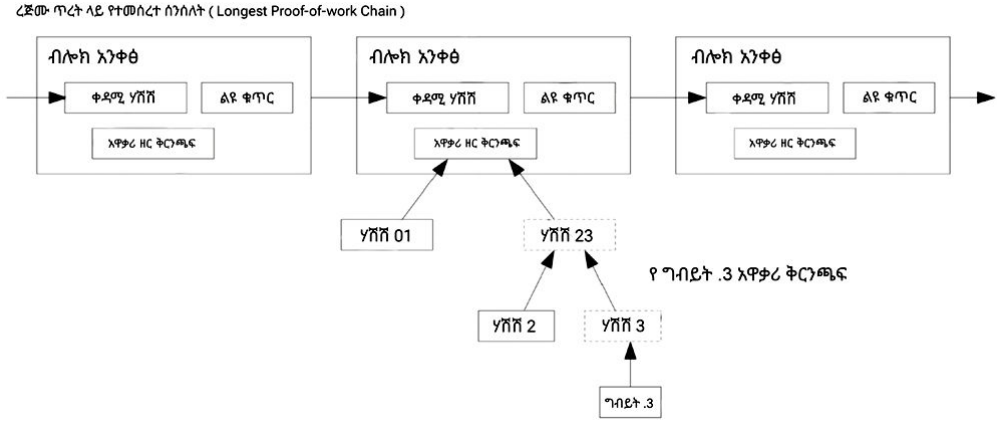 ረጅሙ ጥረት ላይ የተመሰረተ ሰንሰለት ( Longest Proof-of-work Chain )
ብሎክ አንቀፅ
ቀዳሚ ሃሽሽ
ልዩ ቁጥር
አዋቃሪ ዘር ቅርንጫፍ
ብሎክ አንቀፅ
ቀዳሚ ሃሽሽ
ልዩ ቁጥር
አዋቃሪ ዘር ቅርንጫፍ
ብሎክ አንቀፅ
ቀዳሚ ሃሽሽ
ልዩ ቁጥር
አዋቃሪ ዘር ቅርንጫፍ
ሃሽሽ 01
ሃሽሽ 23
የ ግብይት .3 አዋቃሪ ቅርንጫፍ
ሃሽሽ 2
ሃሽሽ 3
ግብይት .3